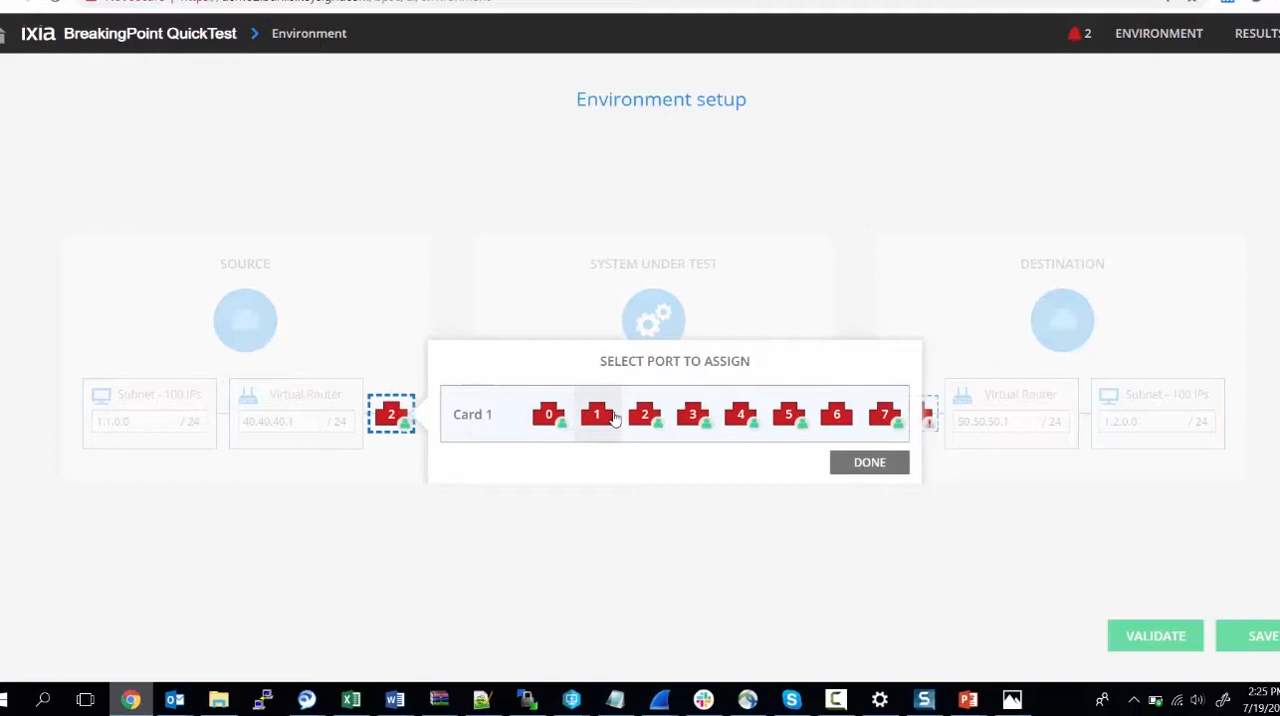 ixia BreakingPoint QuickTest > Environment
2 ENVIRONMENT RESULTS
Environment setup
SOURCE SYSTEM UNDER TEST DESTINATION
SELECT PORT TO ASSIGN
Subnet - 100 IPs Virtual Router Virtual Router Subnet - 100 IPs
1.1.0.0 / 24 40.40.40.1 / 24 2 Card 1 0 1 2 3 4 5 6 7 50.50.50.1 / 24 1.2.0.0 / 24
DONE
VALIDATE SAVE
2:25 PM
7/19/20